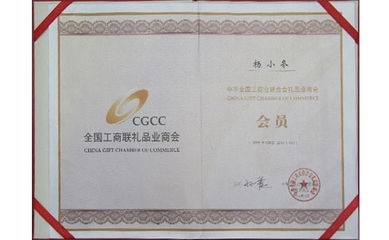 CGCC
全国工商联礼品业商会
CHINA GIFT CHAMBER OF COMMERCE
杨小冬
中华全国工商业联合会礼品业商会
CHINA GIFT CHAMBER OF COMMERCE
会员